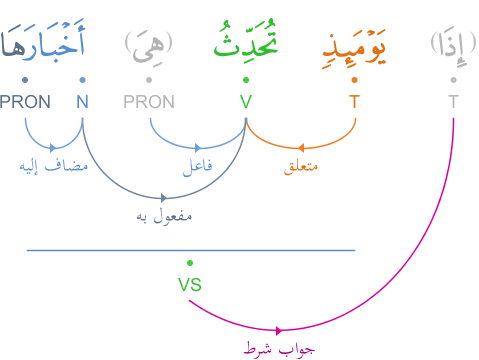 (إِذَا) يَوْمَئِذٍ تُحَدِّثُ (هِيَ) أَخْبَارَهَا
T T V PRON N PRON
متعلق فاعل مضاف إليه
مفعول به
VS
جواب شرط